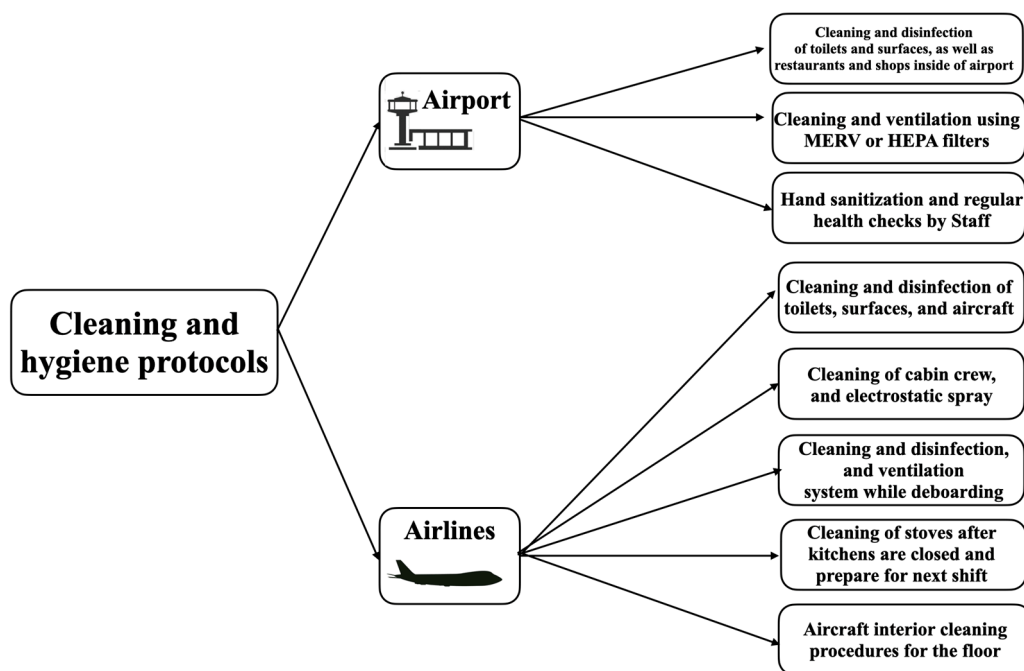 Cleaning and disinfection
of toilets and surfaces, as well as
restaurants and shops inside of airport
Airport
Cleaning and ventilation using
MERV or HEPA filters
Hand sanitization and regular
health checks by Staff
Cleaning and
hygiene protocols
Cleaning and disinfection of
toilets, surfaces, and aircraft
Cleaning of cabin crew,
and electrostatic spray
Cleaning and disinfection,
and ventilation
system while deboarding
Airlines
Cleaning of stoves after
kitchens are closed and
prepare for next shift
Aircraft interior cleaning
procedures for the floor